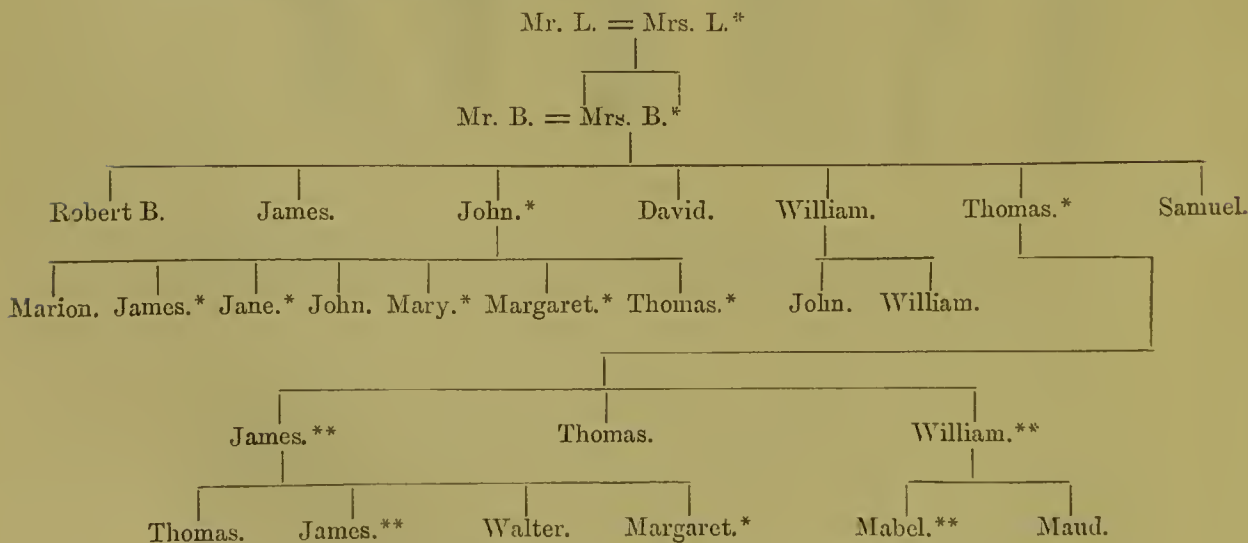 Mr. L. = Mrs. L.*
Mr. B. = Mrs. B.*
Robert B. James. John.* David. William. Thomas.* Samuel.
Marion. James.* Jane.* John. Mary.* Margaret.* Thomas.* John. William.
James.** Thomas. William.**
Thomas. James.** Walter. Margaret.* Mabel.** Maud.